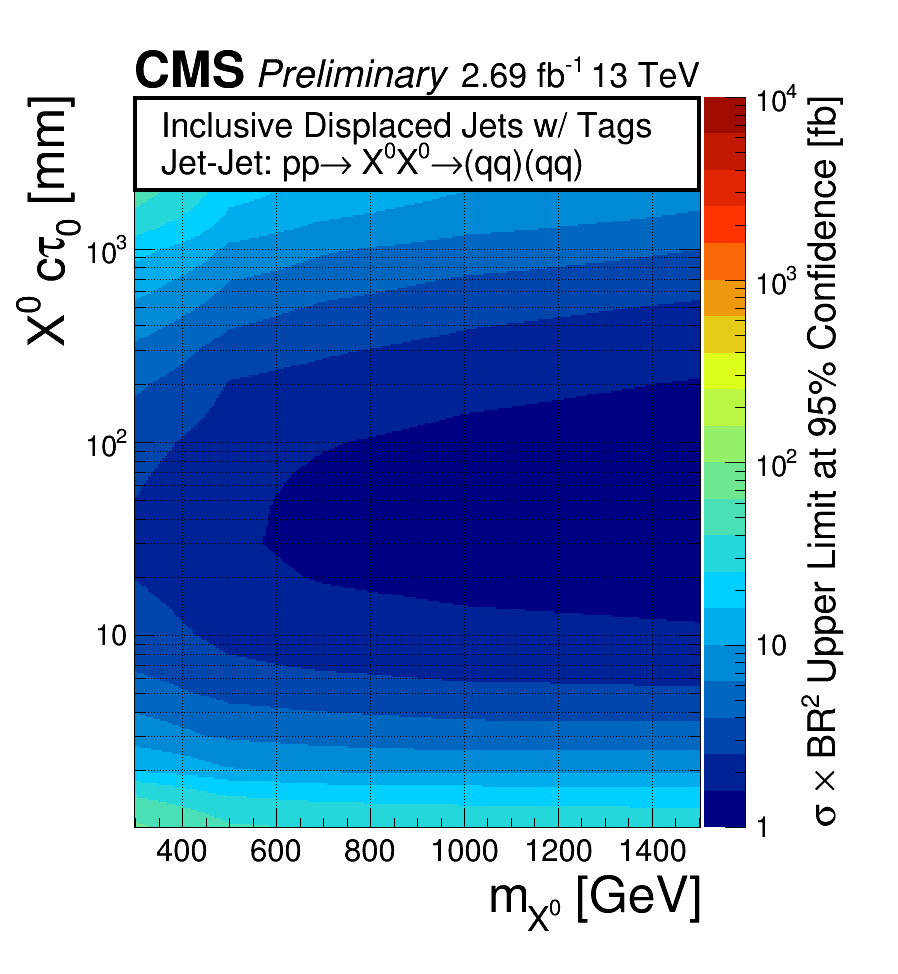 CMS Preliminary 2.69 fb⁻¹ 13 TeV
Inclusive Displaced Jets w/ Tags
Jet-Jet: pp→ X⁰X⁰→(qq)(qq)
X⁰ cτ₀ [mm]
10³
10²
10
400 600 800 1000 1200 1400
m_X⁰ [GeV]
10⁴
10³
10²
10
1
σ × BR² Upper Limit at 95% Confidence [fb]